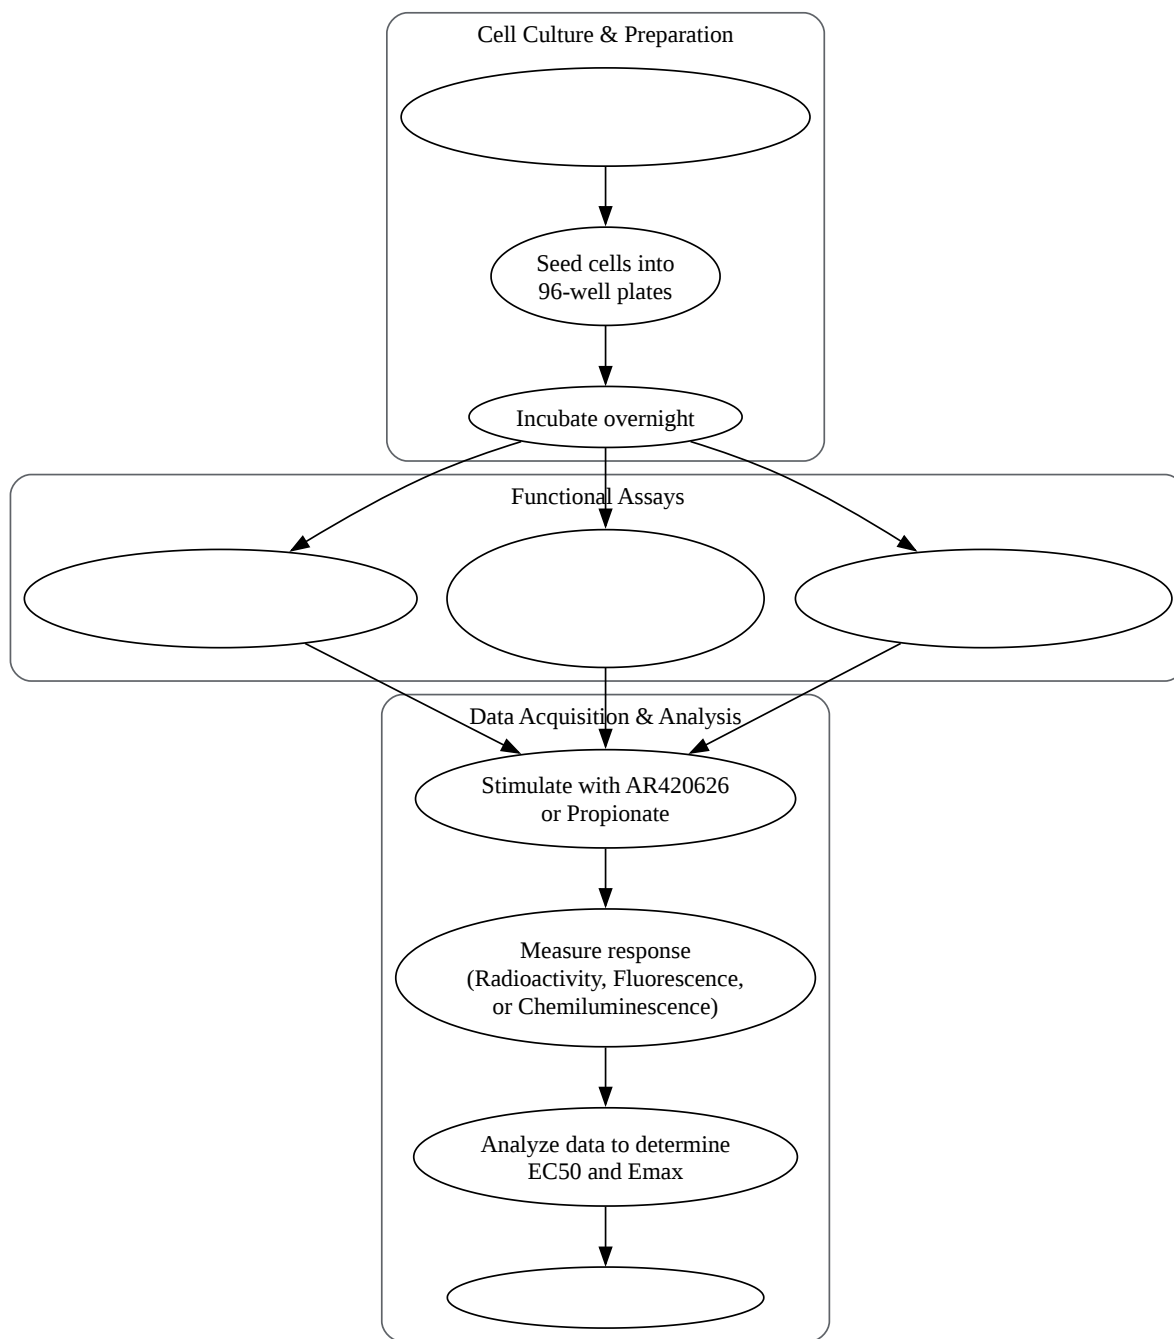 Cell Culture & Preparation
Seed cells into
96-well plates
Incubate overnight
Functional Assays
Data Acquisition & Analysis
Stimulate with AR420626
or Propionate
Measure response
(Radioactivity, Fluorescence,
or Chemiluminescence)
Analyze data to determine
EC50 and Emax